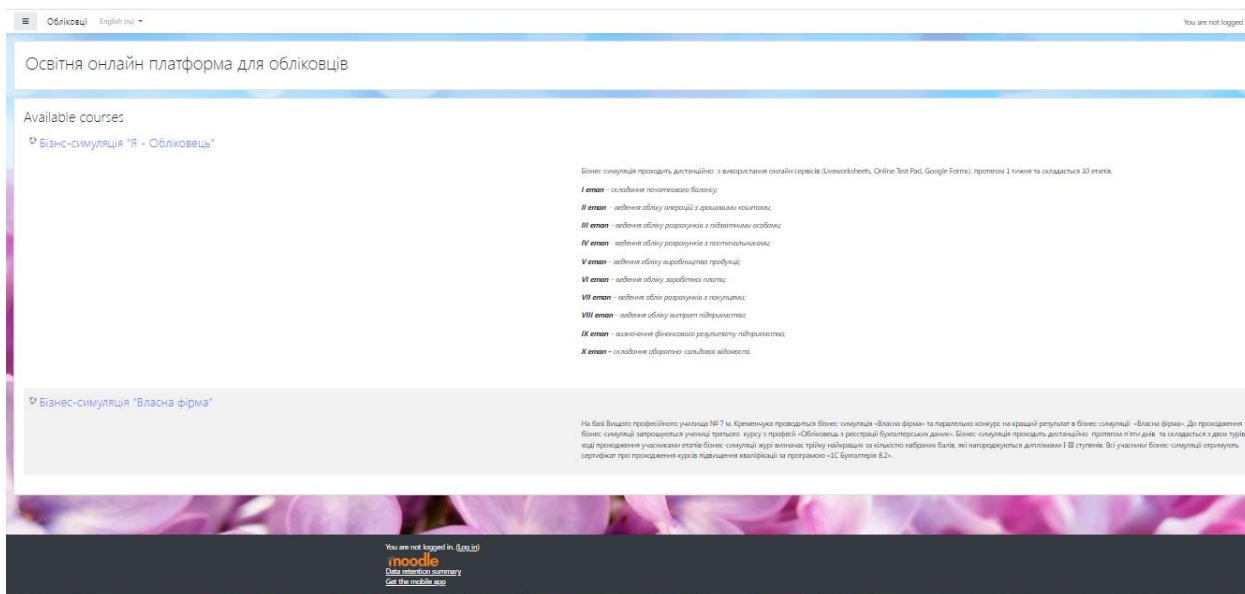 Обліковці English (en)
You are not logged
Освітня онлайн платформа для обліковців
Available courses
Бізнс-симуляція "Я - Обліковець"
Бізнес-симуляція проходить дистанційно з використання онлайн сервісів (Liveworksheets, Online Test Pad, Google Forms). протягом 1 тижня та складається 10 етапів.
I етап – складання початкового балансу;
II етап – ведення обліку операцій з грошовими коштами;
III етап – ведення обліку розрахунків з підзвітними особами;
IV етап – ведення обліку розрахунків з постачальниками;
V етап – ведення обліку виробництва продукції;
VI етап – ведення обліку заробітної плати;
VII етап – ведення облік розрахунків з покупцями;
VIII етап – ведення обліку витрат підприємства;
IX етап – визначення фінансового результату підприємства;
X етап – складання оборотно-сальдової відомості.
Бізнес-симуляція "Власна фірма"
На базі Вищого професійного училища № 7 м. Кременчука проводиться бізнес-симуляція «Власна фірма» та паралельно конкурс на кращий результат в бізнес-симуляції «Власна фірма». До проходження
бізнес-симуляції запрошуються учениці третього курсу з професії «Обліковець з реєстрації бухгалтерських даних». Бізнес-симуляція проходить дистанційно протягом п'яти днів та складається з двох турів
ході проходження учасниками етапів бізнес-симуляції журі визначає трійку найкращих за кількістю набраних балів, які нагороджуються дипломами I-III ступенів. Всі учасники бізнес-симуляції отримують
сертифікат про проходження курсів підвищення кваліфікації за програмою «1С Бухгалтерія 8.2».
You are not logged in. (Log in)
moodle
Data retention summary
Get the mobile app